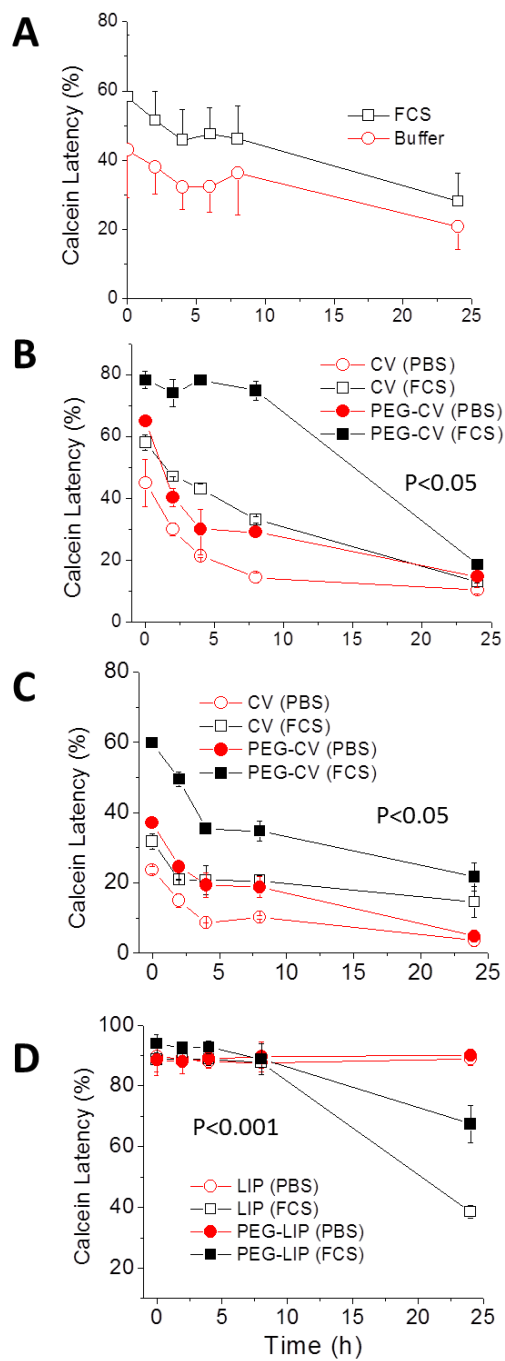 A
Calcein Latency (%)
80
60
40
20
0
FCS
Buffer
0
5
10
15
20
25
B
Calcein Latency (%)
80
60
40
20
0
CV (PBS)
CV (FCS)
PEG-CV (PBS)
PEG-CV (FCS)
P<0.05
0
5
10
15
20
25
C
Calcein Latency (%)
80
60
40
20
0
CV (PBS)
CV (FCS)
PEG-CV (PBS)
PEG-CV (FCS)
P<0.05
0
5
10
15
20
25
D
Calcein Latency (%)
100
80
60
40
20
P<0.001
LIP (PBS)
LIP (FCS)
PEG-LIP (PBS)
PEG-LIP (FCS)
0
5
10
15
20
25
Time (h)